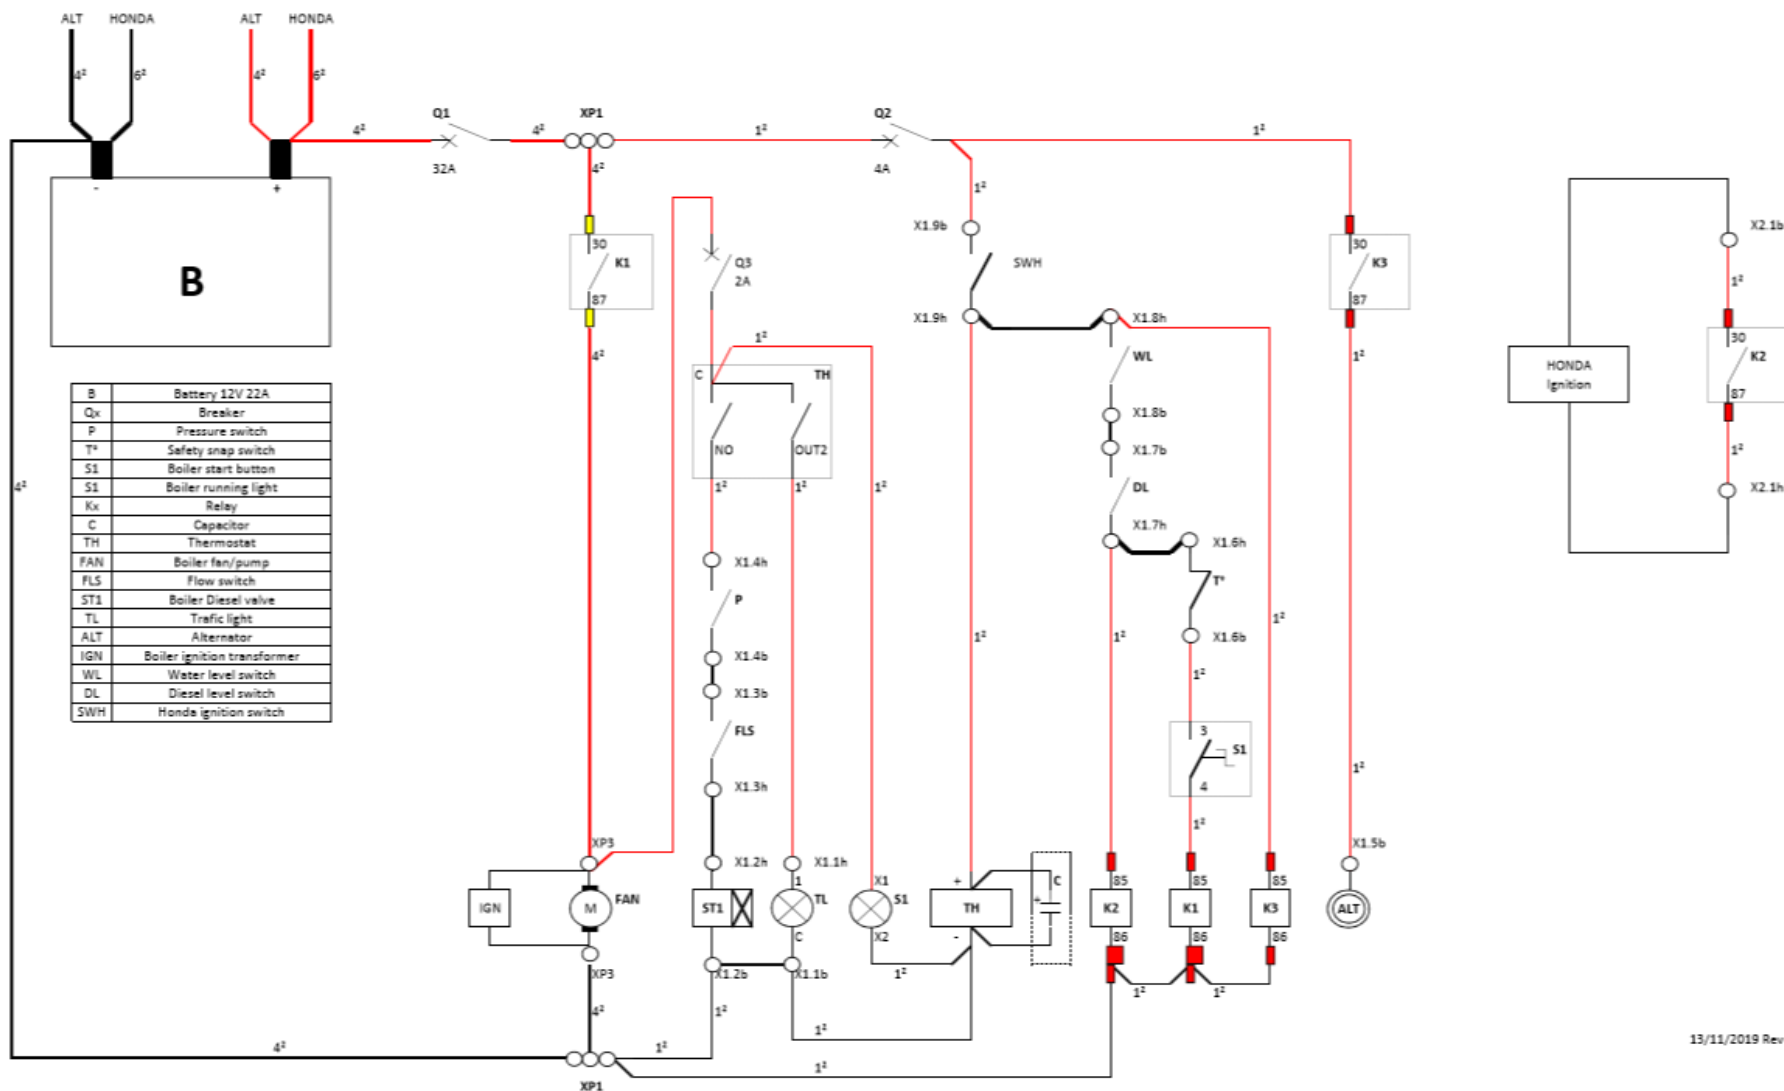 ALT HONDA ALT HONDA
4² 6² 4² 6²
Q1 XP1 Q2
4² 4² 1² 1²
32A 4² 4A
1²
- +
X1.9b X2.1b
30 K1 Q3 2A SWH 30 K3
B
87 87
1²
X1.9h X1.8h
4² 1² WL 1² 30 K2
C TH HONDA Ignition
87
B Battery 12V 22A
Qx Breaker
P Pressure switch
T* Safety snap switch
S1 Boiler start button
S1 Boiler running light
Kx Relay
C Capacitor
TH Thermostat
FAN Boiler fan/pump
FLS Flow switch
ST1 Boiler Diesel valve
TL Trafic light
ALT Alternator
IGN Boiler ignition transformer
WL Water level switch
DL Diesel level switch
SWH Honda ignition switch
X1.8b
NO OUT2 X1.7b 1²
4² 1² 1² 1² DL X2.1h
X1.7h X1.6h
X1.4h
P T*
1² 1² 1²
X1.4b X1.6b
X1.3b 1²
FLS 3 S1
X1.3h 4 1²
1²
XP3 X1.2h X1.1h X1.5b
1 X1 + C 85 85 85
IGN M FAN ST1 TL S1 TH + K2 K1 K3 ALT
C X2 - 86 86 86
XP3 X1.2b X1.1b 1² 1² 1²
4² 1² 1²
4² 1² 1²
XP1
13/11/2019 Rev